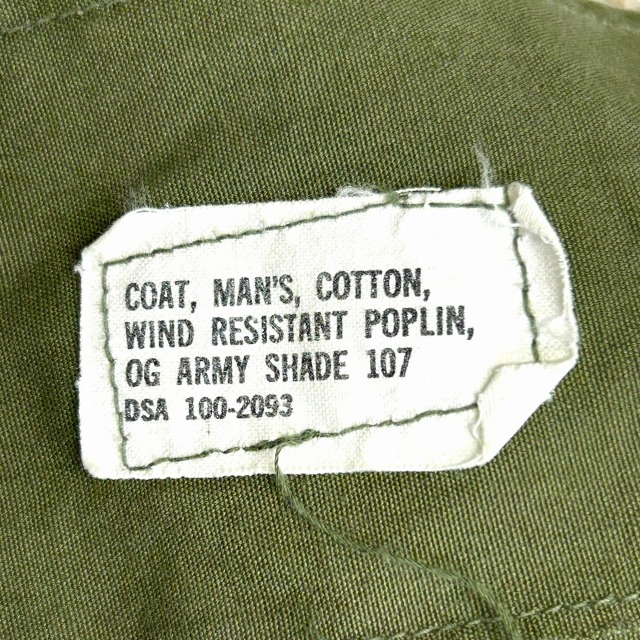 COAT, MAN'S, COTTON,
WIND RESISTANT POPLIN,
OG ARMY SHADE 107
DSA 100-2093